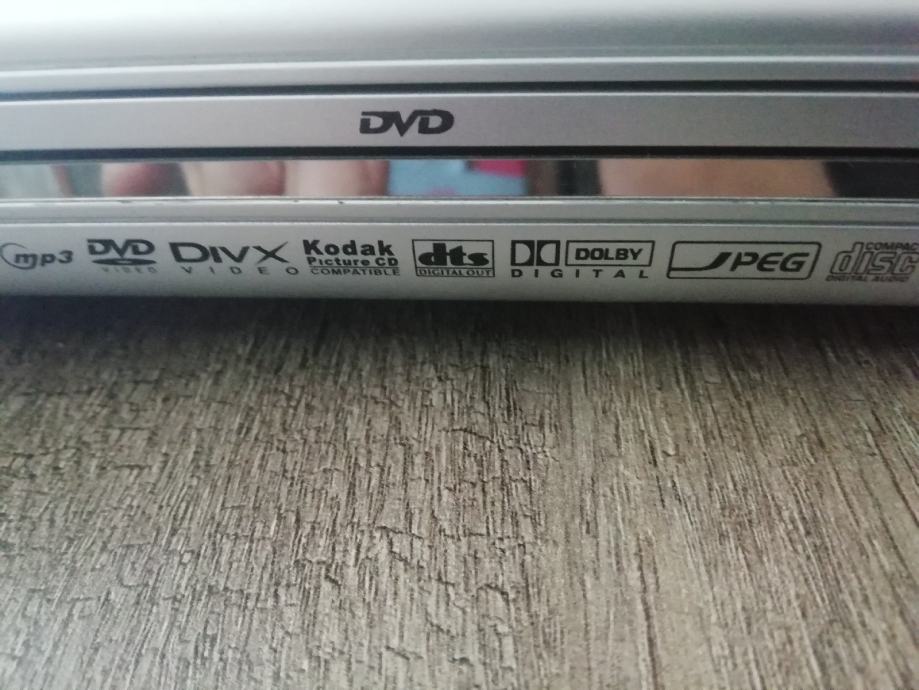 DVD
mp3 DVD VIDEO DIVX VIDEO Kodak Picture CD COMPATIBLE dts DIGITAL OUT DOLBY DIGITAL JPEG COMPACT disc DIGITAL AUDIO